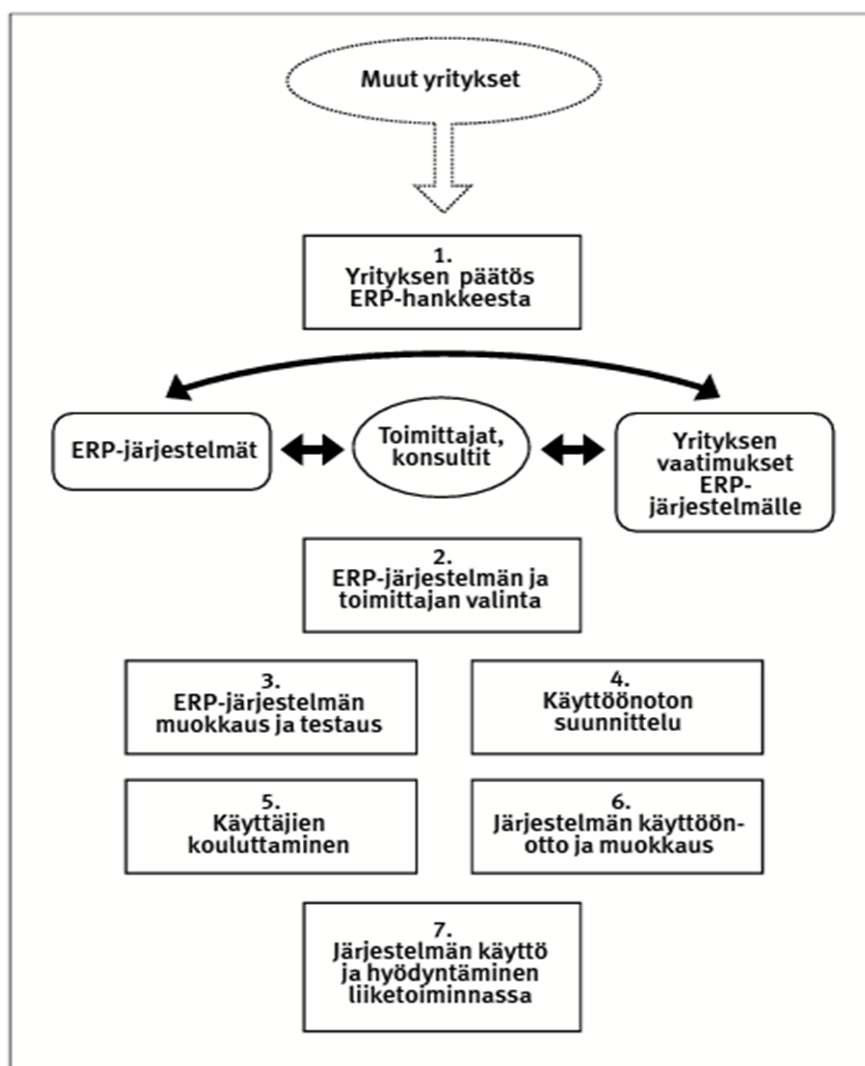 Muut yritykset
1.
Yrityksen päätös
ERP-hankkeesta
ERP-järjestelmät
Toimittajat,
konsultit
Yrityksen
vaatimukset
ERP-
järjestelmälle
2.
ERP-järjestelmän ja
toimittajan valinta
3.
ERP-järjestelmän
muokkaus ja testaus
4.
Käyttöönoton
suunnittelu
5.
Käyttäjien
kouluttaminen
6.
Järjestelmän käyttöön-
otto ja muokkaus
7.
Järjestelmän käyttö
ja hyödyntäminen
liiketoiminnassa